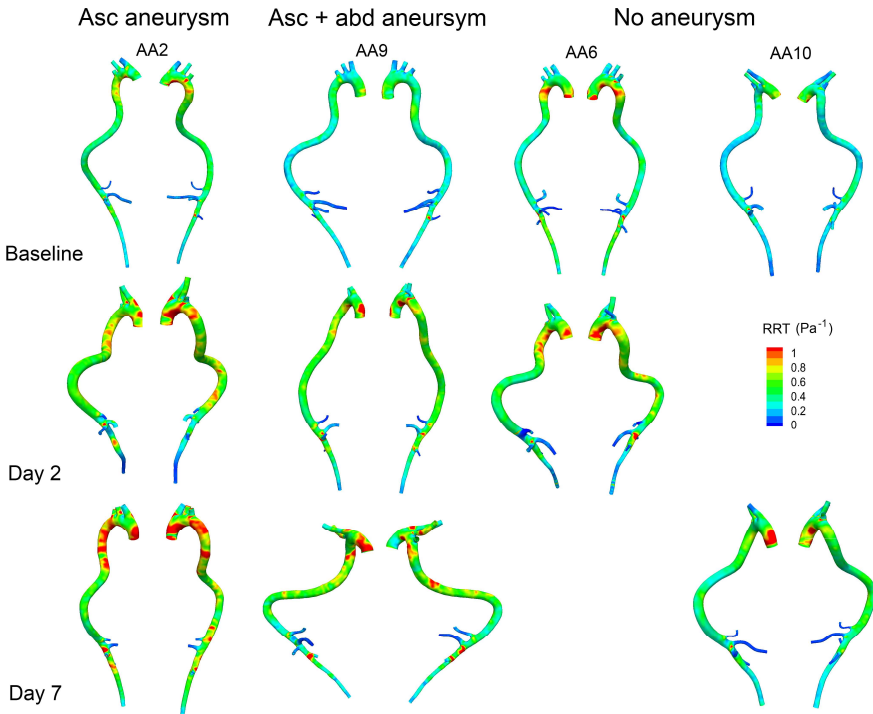 Asc aneurysm Asc + abd aneursym No aneurysm
AA2 AA9 AA6 AA10
Baseline
RRT (Pa-1)
1
0.8
0.6
0.4
0.2
0
Day 2
Day 7